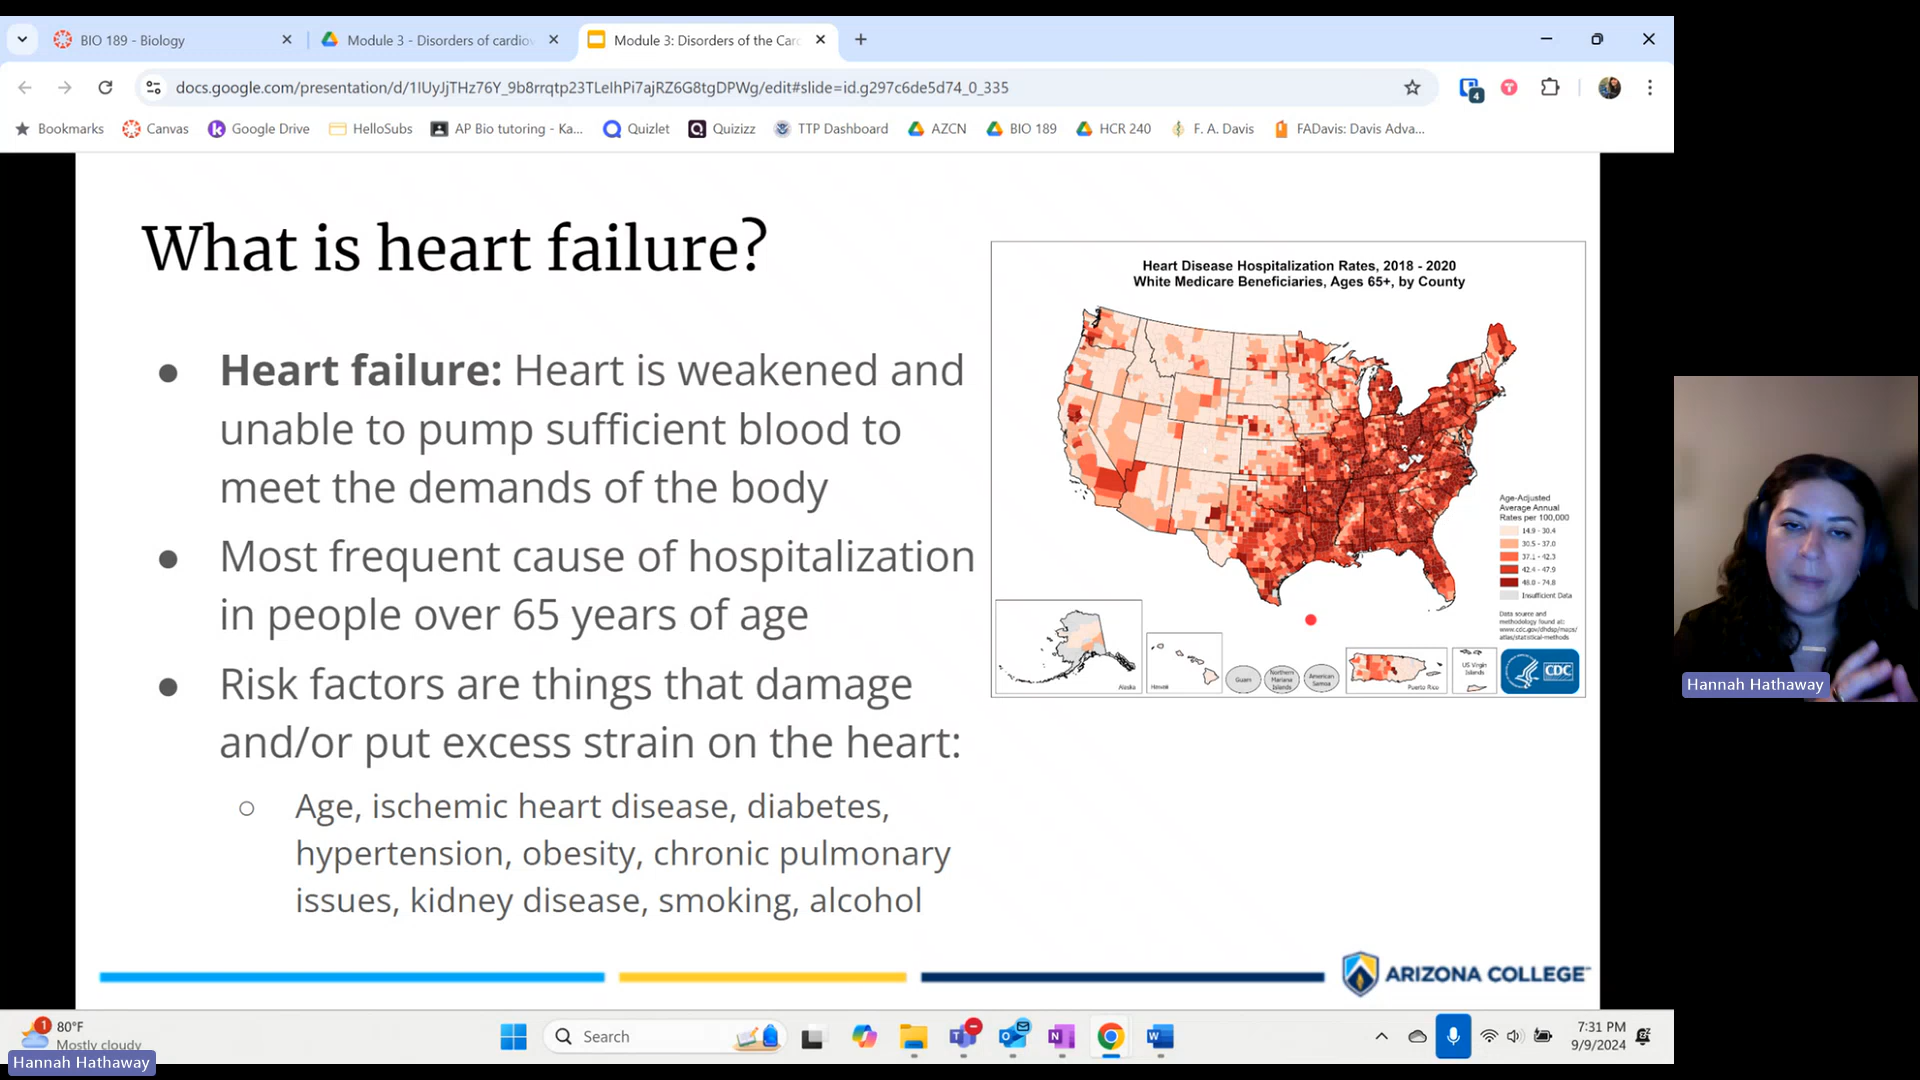 BIO 189 - Biology
Module 3 - Disorders of cardiov
Module 3: Disorders of the Card
docs.google.com/presentation/d/1IUyJjTHz76Y_9b8rrqtp23TLeIhPi7ajRZ6G8tgDPWg/edit#slide=id.g297c6de5d74_0_335
4
Bookmarks
Canvas
Google Drive
HelloSubs
AP Bio tutoring - Ka...
Quizlet
Quizizz
TTP Dashboard
AZCN
BIO 189
HCR 240
F. A. Davis
FADavis: Davis Adva...
What is heart failure?
● Heart failure: Heart is weakened and
unable to pump sufficient blood to
meet the demands of the body
● Most frequent cause of hospitalization
in people over 65 years of age
● Risk factors are things that damage
and/or put excess strain on the heart:
○ Age, ischemic heart disease, diabetes,
hypertension, obesity, chronic pulmonary
issues, kidney disease, smoking, alcohol
Heart Disease Hospitalization Rates, 2018 - 2020
White Medicare Beneficiaries, Ages 65+, by County
Age-Adjusted
Average Annual
Rates per 100,000
14.9 - 30.4
30.5 - 37.0
37.1 - 42.3
42.4 - 47.9
48.0 - 74.8
Insufficient Data
Data source and
methodology found at:
www.cdc.gov/dhdsp/maps/
atlas/statistical-methods
Alaska
Hawaii
Guam
Northern
Mariana
Islands
American
Samoa
Puerto Rico
US Virgin
Islands
CDC
ARIZONA COLLEGE
Hannah Hathaway
1
80°F
Mostly cloudy
Hannah Hathaway
Search
7:31 PM
9/9/2024